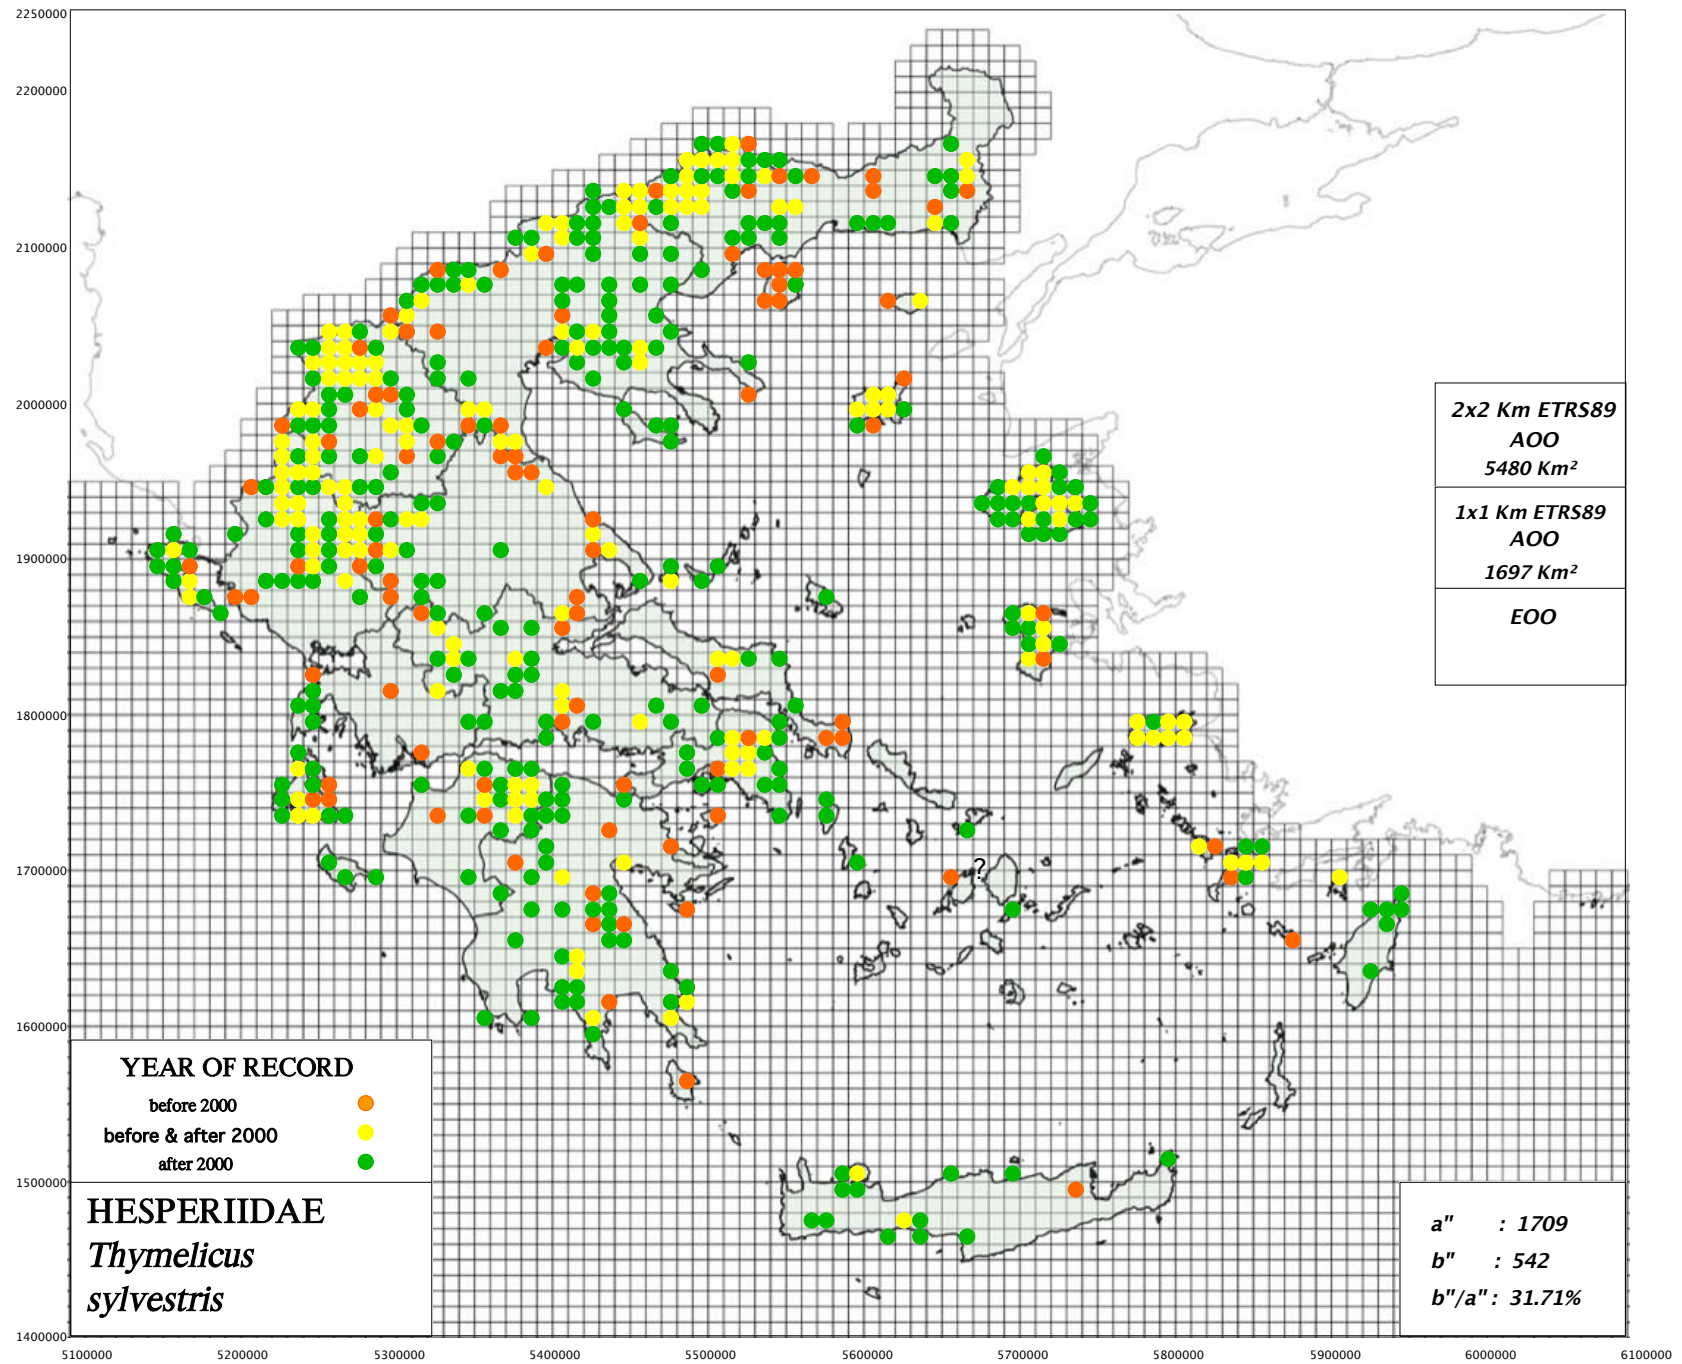 2250000
2200000
2100000
2000000
1900000
1800000
1700000
1600000
1500000
1400000
5100000 5200000 5300000 5400000 5500000 5600000 5700000 5800000 5900000 6000000 6100000
?
2x2 Km ETRS89
AOO
5480 Km²
1x1 Km ETRS89
AOO
1697 Km²
EOO
YEAR OF RECORD
before 2000
before & after 2000
after 2000
HESPERIIDAE
Thymelicus
sylvestris
a" : 1709
b" : 542
b"/a" : 31.71%